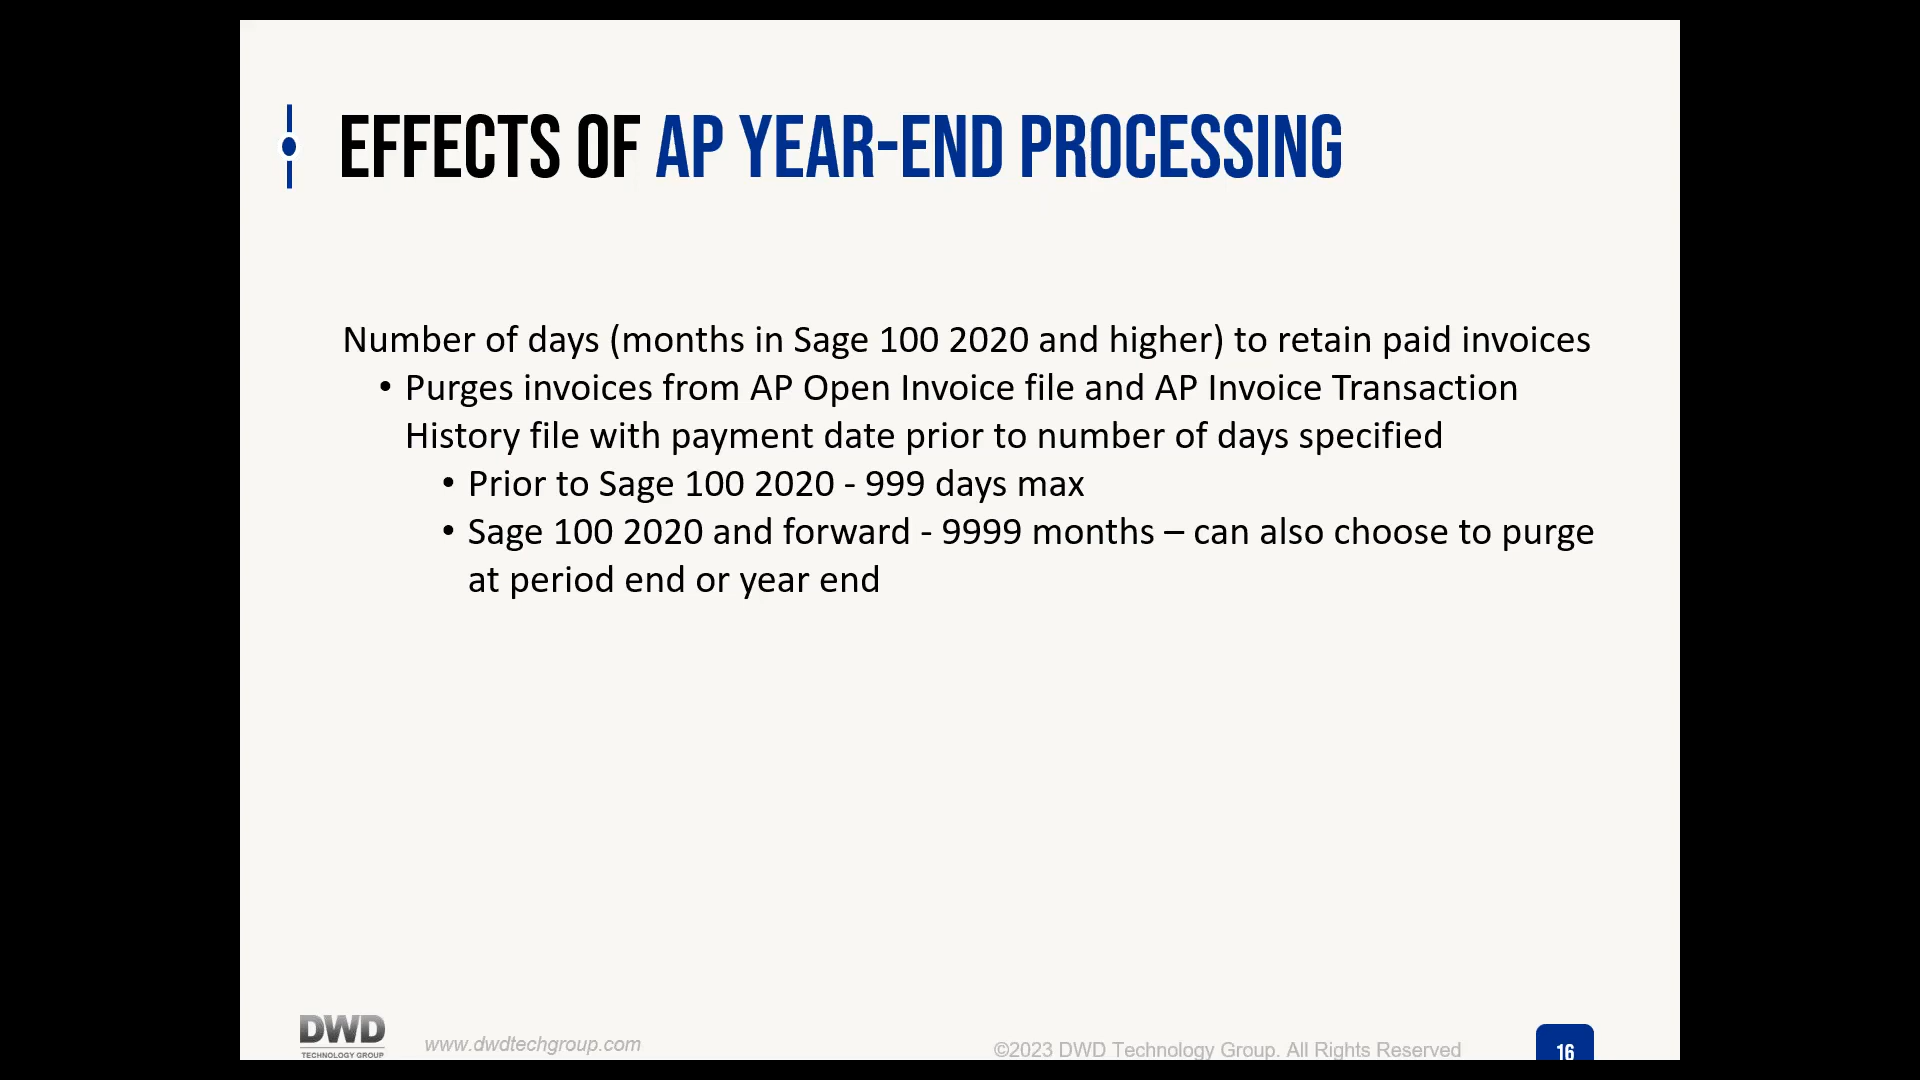 EFFECTS OF AP YEAR-END PROCESSING
Number of days (months in Sage 100 2020 and higher) to retain paid invoices
• Purges invoices from AP Open Invoice file and AP Invoice Transaction
History file with payment date prior to number of days specified
• Prior to Sage 100 2020 - 999 days max
• Sage 100 2020 and forward - 9999 months – can also choose to purge
at period end or year end
DWD
TECHNOLOGY GROUP
www.dwdtechgroup.com
©2023 DWD Technology Group. All Rights Reserved
16